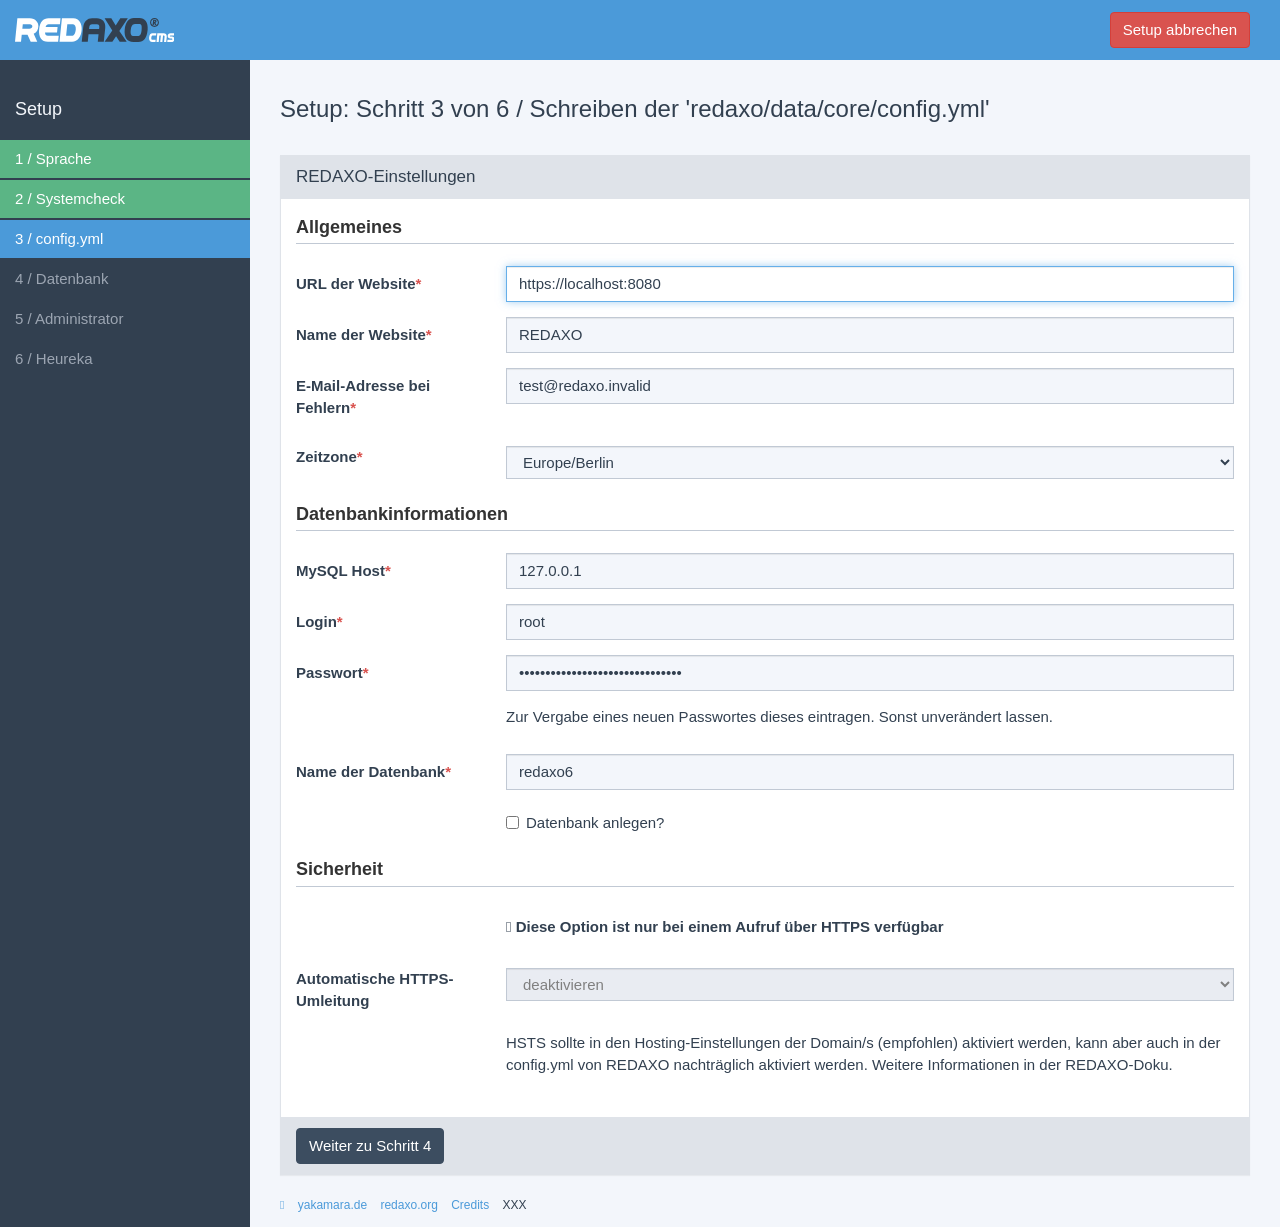 REDAXO® cms
Setup abbrechen
Setup
1 / Sprache
2 / Systemcheck
3 / config.yml
4 / Datenbank
5 / Administrator
6 / Heureka
Setup: Schritt 3 von 6 / Schreiben der 'redaxo/data/core/config.yml'
REDAXO-Einstellungen
Allgemeines
URL der Website*
https://localhost:8080
Name der Website*
REDAXO
E-Mail-Adresse bei
Fehlern*
test@redaxo.invalid
Zeitzone*
Europe/Berlin
Datenbankinformationen
MySQL Host*
127.0.0.1
Login*
root
Passwort*
•••••••••••••••••••••••••••••••
Zur Vergabe eines neuen Passwortes dieses eintragen. Sonst unverändert lassen.
Name der Datenbank*
redaxo6
Datenbank anlegen?
Sicherheit
Diese Option ist nur bei einem Aufruf über HTTPS verfügbar
Automatische HTTPS-
Umleitung
deaktivieren
HSTS sollte in den Hosting-Einstellungen der Domain/s (empfohlen) aktiviert werden, kann aber auch in der
config.yml von REDAXO nachträglich aktiviert werden. Weitere Informationen in der REDAXO-Doku.
Weiter zu Schritt 4
yakamara.de redaxo.org Credits XXX